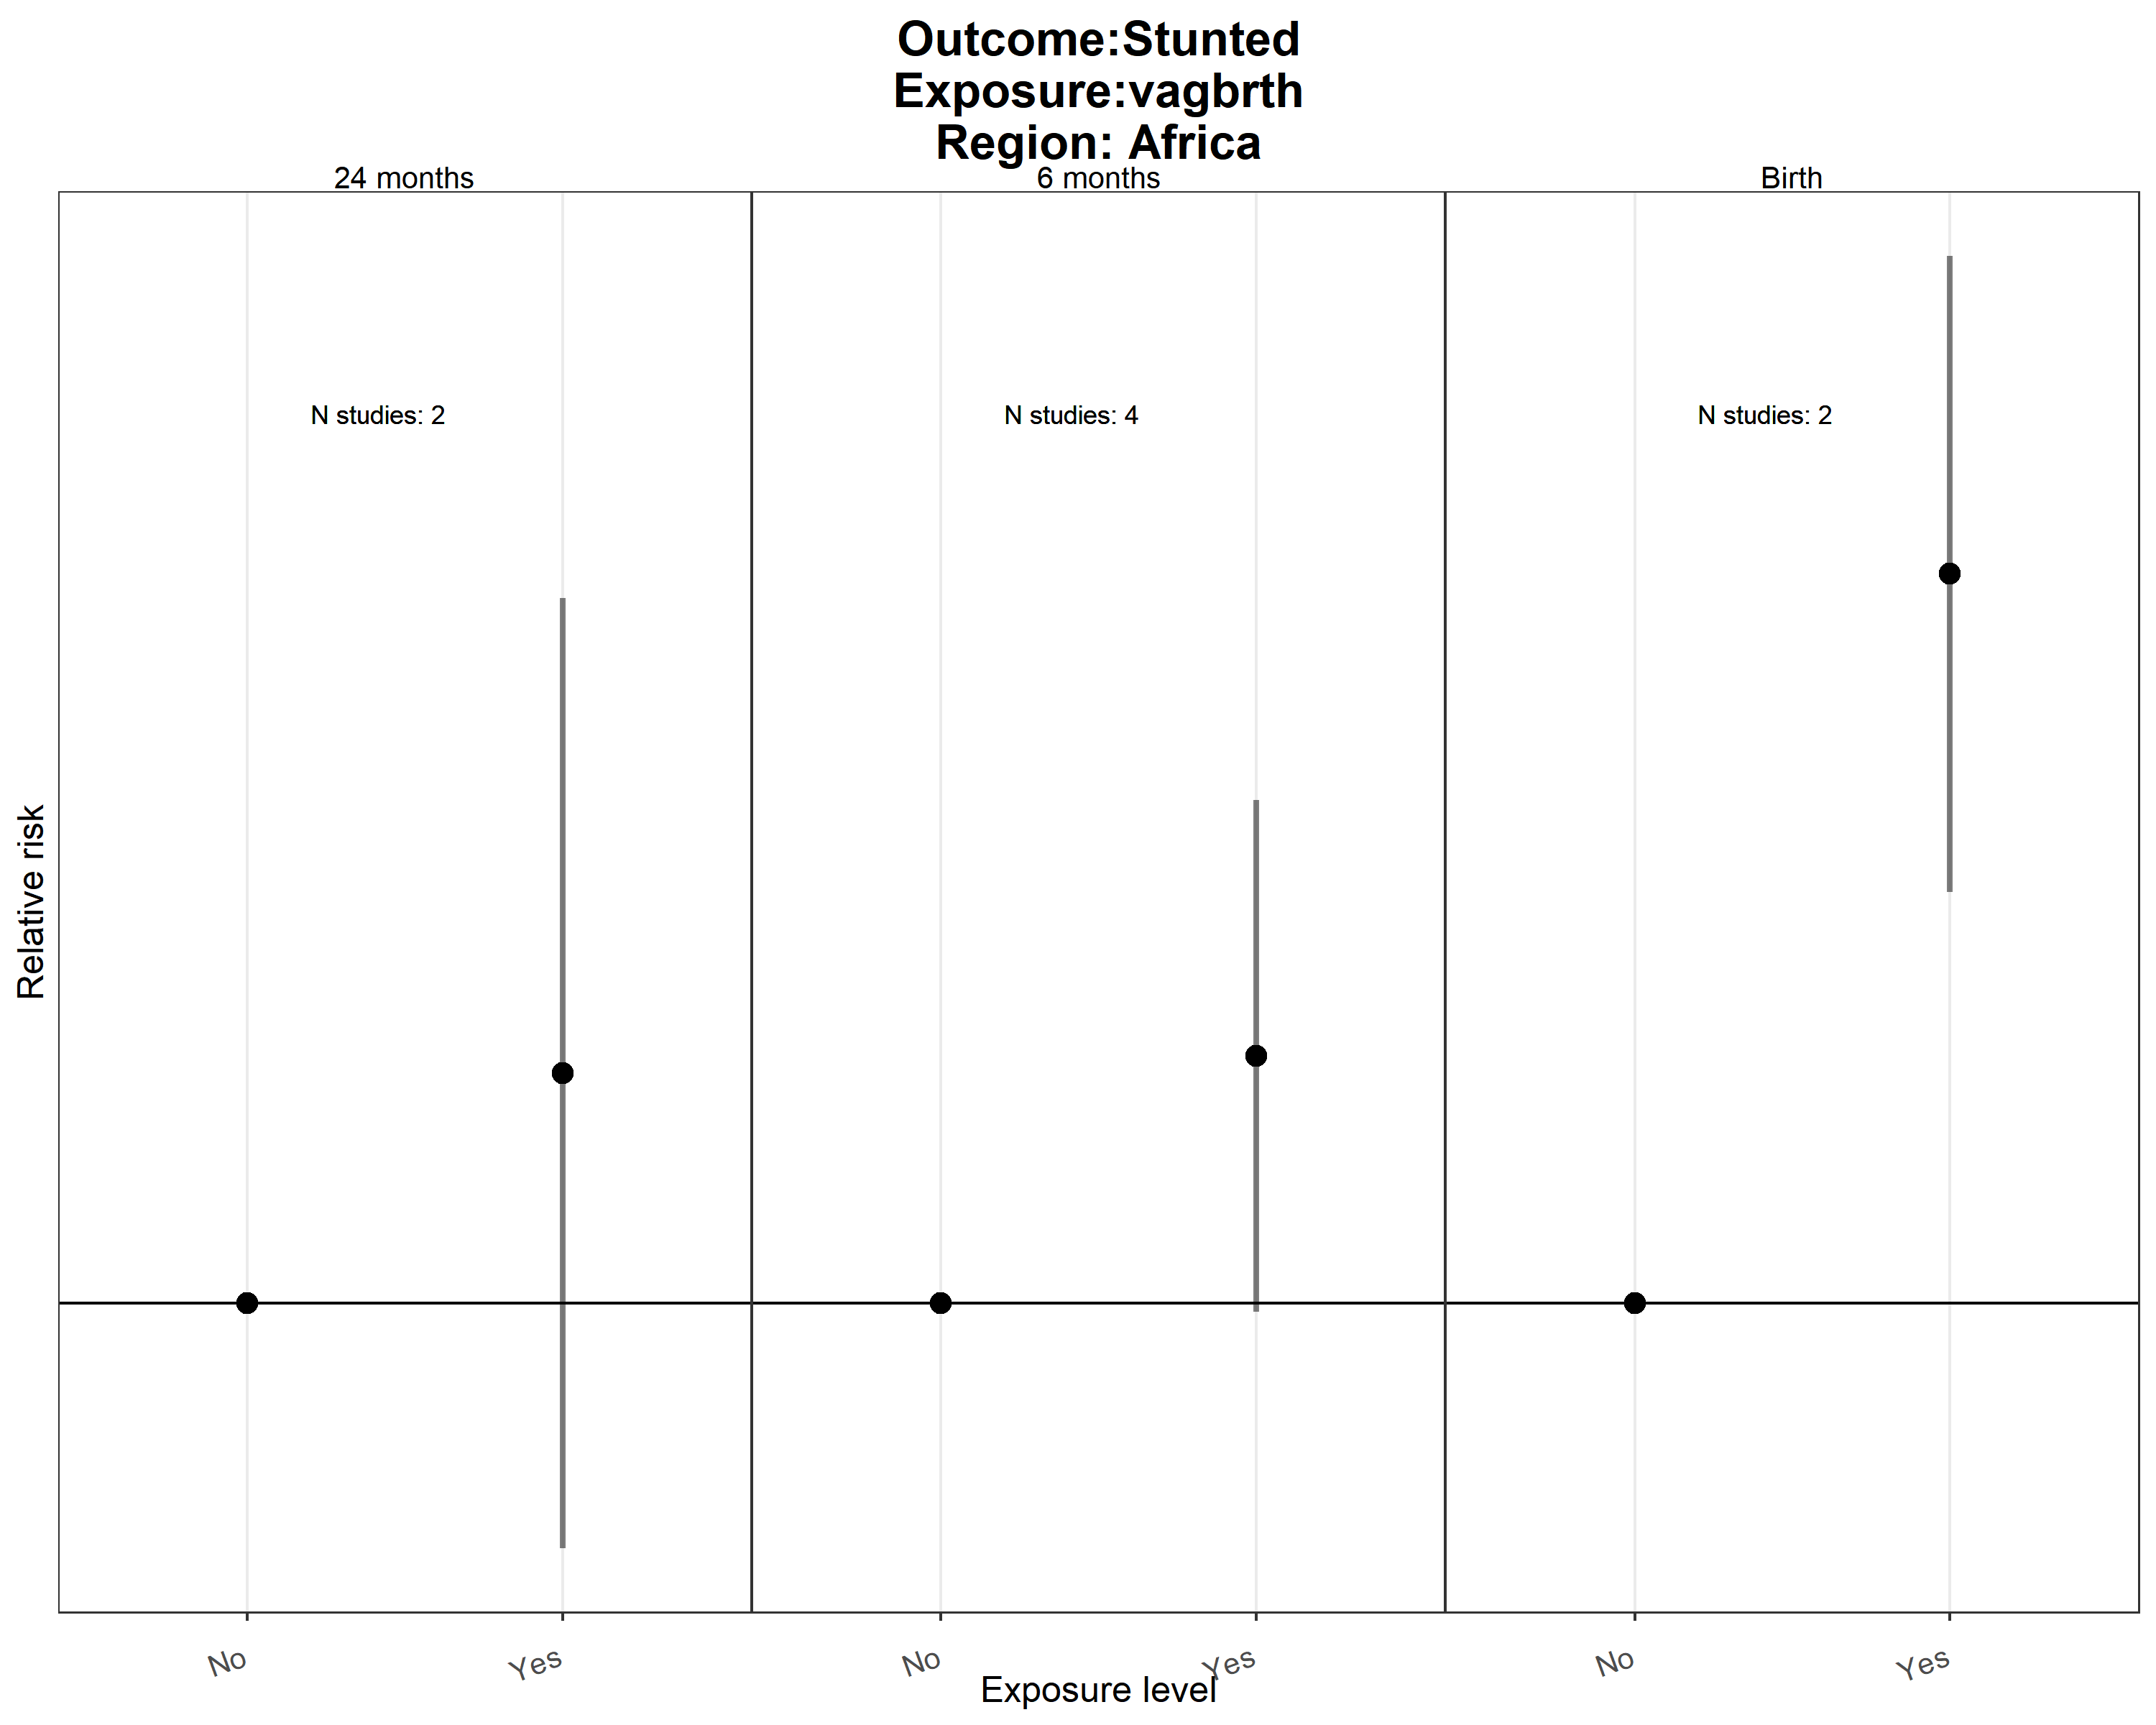 Outcome:Stunted
Exposure:vagbrth
Region: Africa
24 months
6 months
Birth
N studies: 2
N studies: 4
N studies: 2
Relative risk
No
Yes
No
Yes
No
Yes
Exposure level